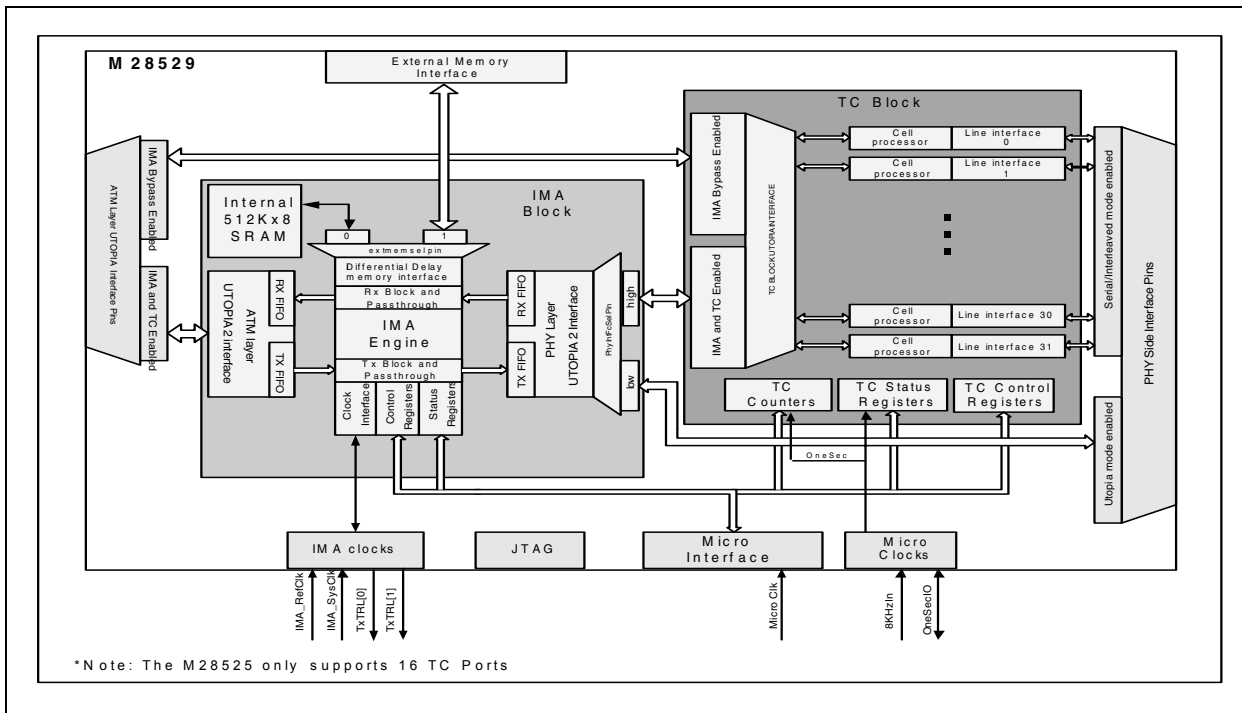 M 28529
External Memory
Interface
TC Block
ATM Layer UTOPIA Interface Pins
IMA Bypass Enabled
IMA and TC Enabled
IMA
Block
Internal
512Kx8
SRAM
0
1
extmemselpin
Differential Delay
memory interface
Rx Block and
Passthrough
IMA
Engine
Tx Block and
Passthrough
Clock
Interface
Control
Registers
Status
Registers
ATM layer
UTOPIA 2 interface
RX FIFO
TX FIFO
RX FIFO
TX FIFO
PHY Layer
UTOPIA 2 Interface
PhyIntFcSelPin
high
IMA Bypass Enabled
IMA and TC Enabled
Cell
processor
Line interface
0
Cell
processor
Line interface
1
Cell
processor
Line interface 30
Cell
processor
Line interface 31
TC
Counters
TC Status
Registers
TC Control
Registers
OneSec
Serial/Interleaved mode enabled
Utopia mode enabled
PHY Side Interface Pins
IMA clocks
JTAG
Micro
Interface
Micro
Clocks
IMA_RefClk
IMA_SysClk
TxTRL[0]
TxTRL[1]
Micro Clk
8KHzIn
OneSecIO
*Note: The M28525 only supports 16 TC Ports